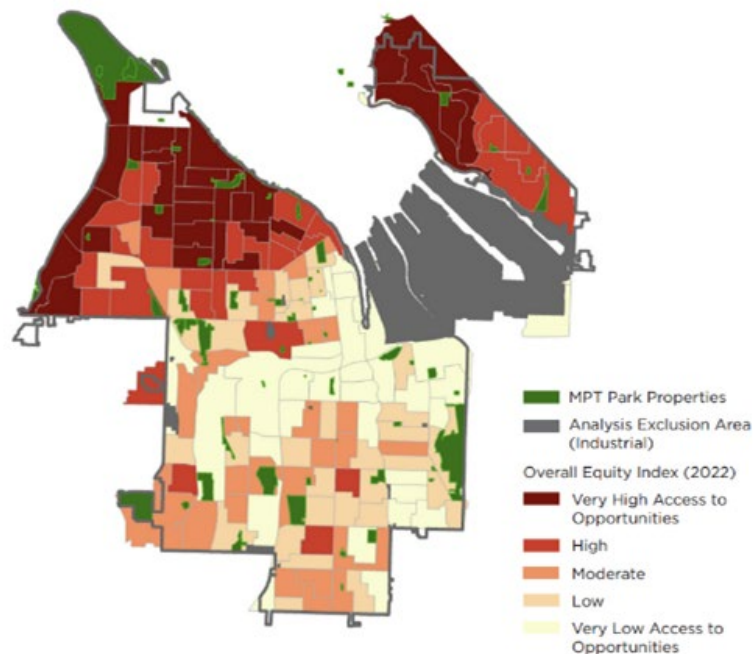 MPT Park Properties
Analysis Exclusion Area
(Industrial)
Overall Equity Index (2022)
Very High Access to
Opportunities
High
Moderate
Low
Very Low Access to
Opportunities